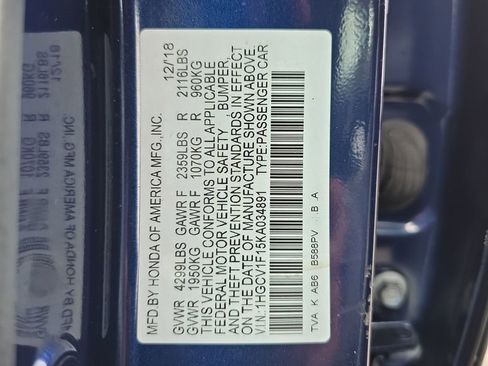 MFD.BY HONDA OF AMERICA MFG.,INC. 12/18
GVWR 4299LBS GAWR F 2359LBS R 2116LBS
GVWR 1950KG GAWR F 1070KG R 960KG
THIS VEHICLE CONFORMS TO ALL APPLICABLE
FEDERAL MOTOR VEHICLE SAFETY, BUMPER,
AND THEFT PREVENTION STANDARDS IN EFFECT
ON THE DATE OF MANUFACTURE SHOWN ABOVE.
V.I.N.:1HGCV1F18KA034891 TYPE:PASSENGER CAR
TVA K AB6 B588PV B A